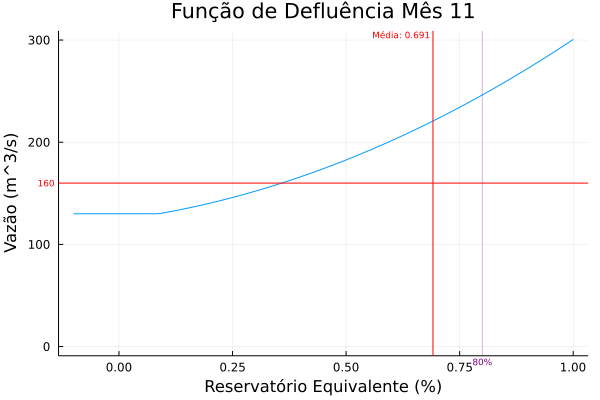 Função de Defluência Mês 11
Média: 0.691
300
200
160
100
0
Vazão (m^3/s)
0.00
0.25
0.50
0.75
80%
1.00
Reservatório Equivalente (%)